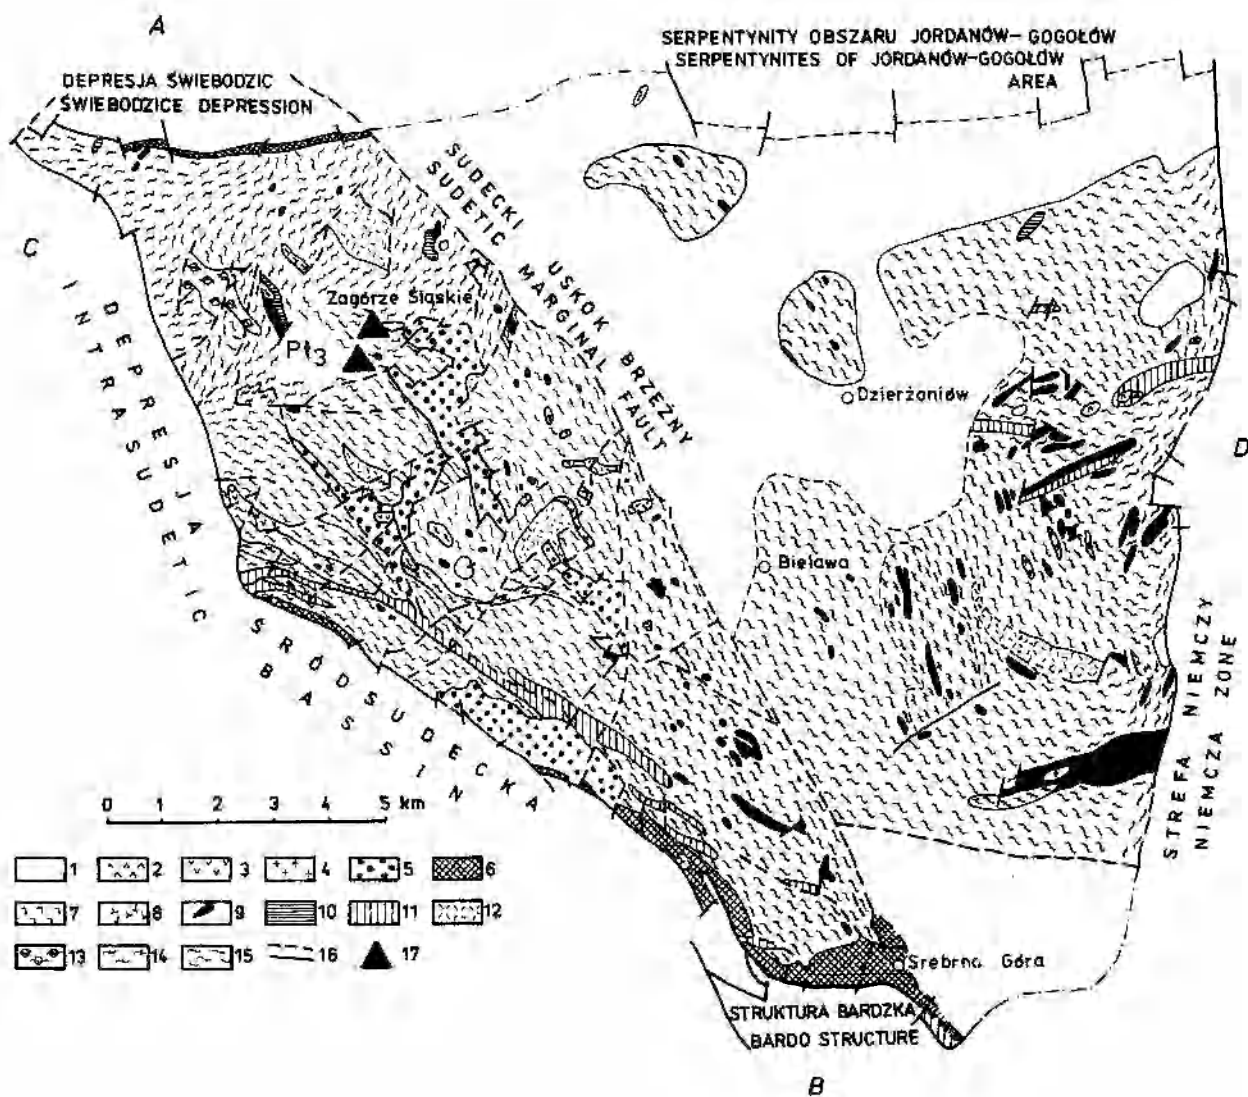 A
SERPENTYNITY OBSZARU JORDANÓW-GOGOŁÓW
SERPENTYNITES OF JORDANÓW-GOGOŁÓW
AREA
DEPRESJA ŚWIEBODZIC
ŚWIEBODZICE DEPRESSION
SUDECKI USKOK BRZEŻNY
SUDETIC MARGINAL FAULT
C
DEPRESJA ŚRÓDSUDECKA
INTRASUDETIC BASSIN
Zagórze Śląskie
Pt3
Dzierżoniów
D
Bielawa
STREFA NIEMCZY
NIEMCZA ZONE
0 1 2 3 4 5 km
1 2 3 4 5 6
7 8 9 10 11 12
13 14 15 16 17
Srebrna Góra
STRUKTURA BARDZKA
BARDO STRUCTURE
B